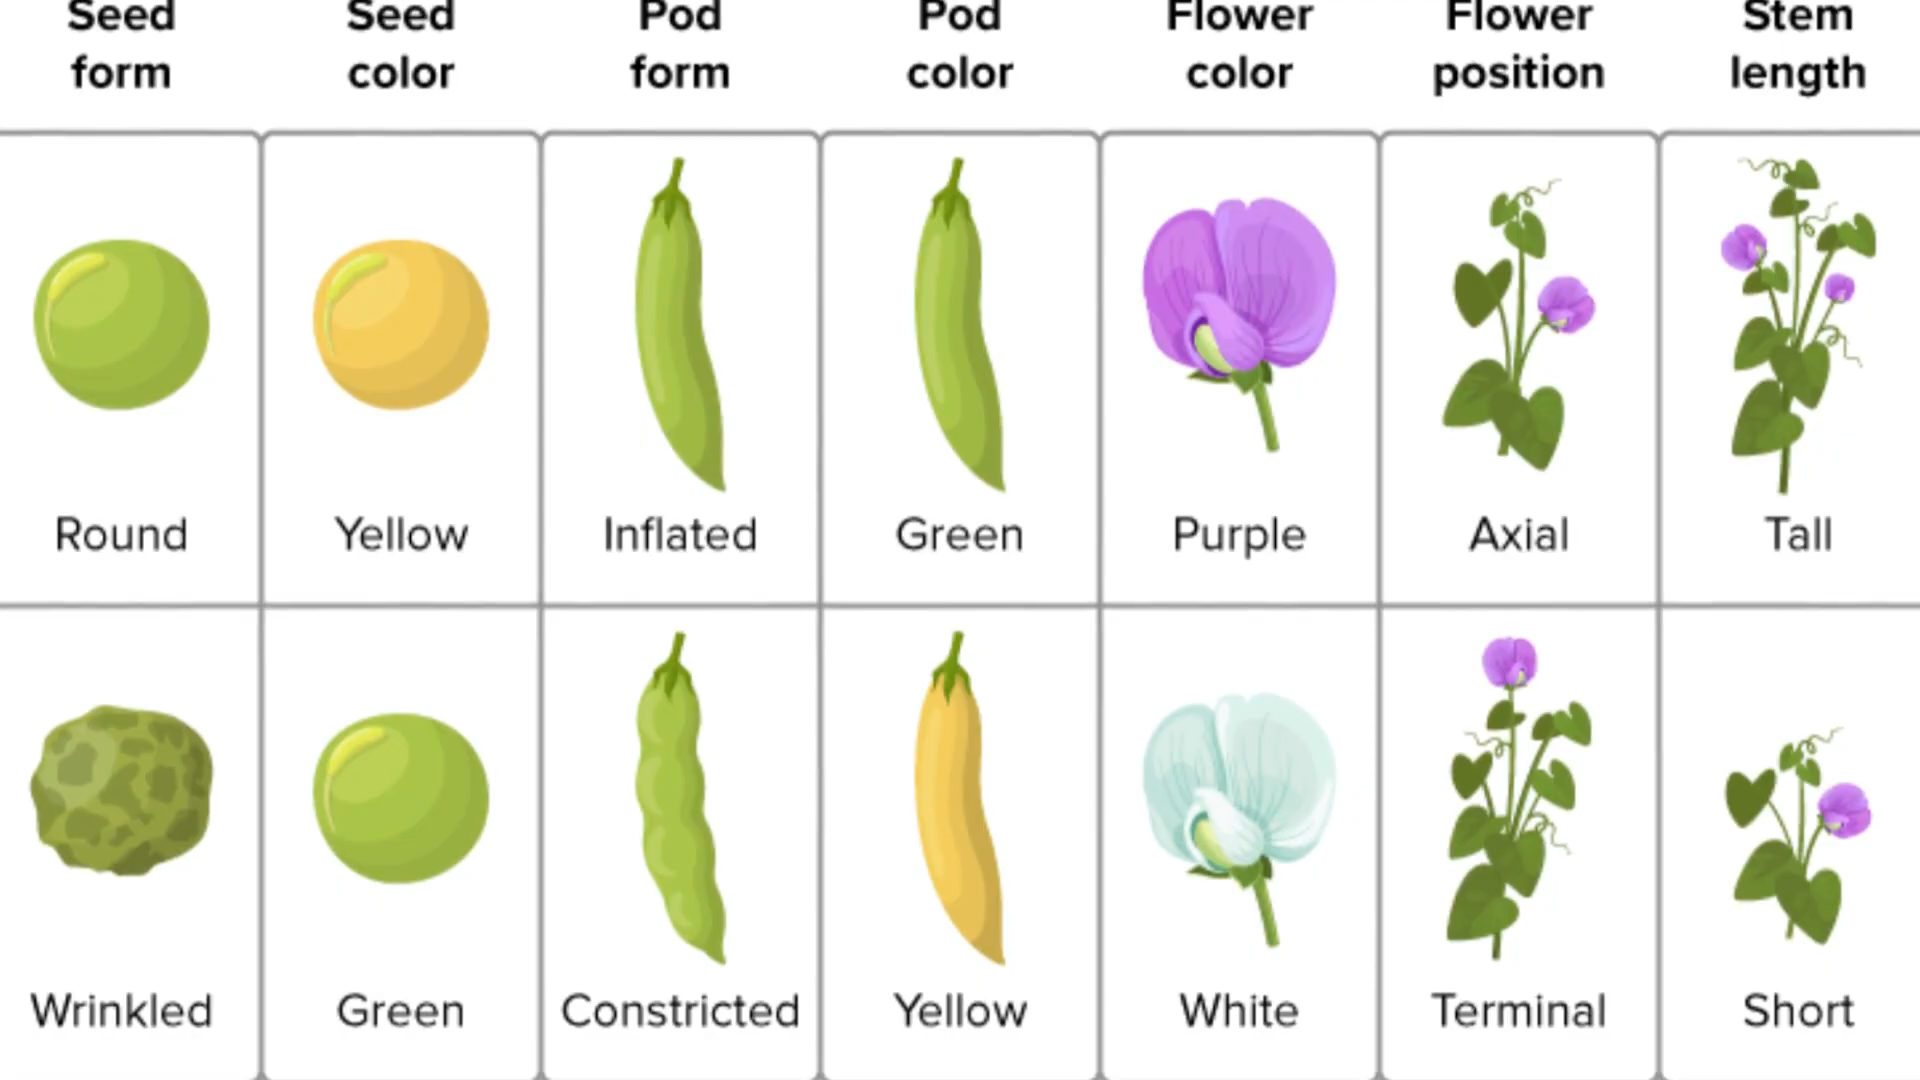 Seed form
Seed color
Pod form
Pod color
Flower color
Flower position
Stem length
Round
Yellow
Inflated
Green
Purple
Axial
Tall
Wrinkled
Green
Constricted
Yellow
White
Terminal
Short